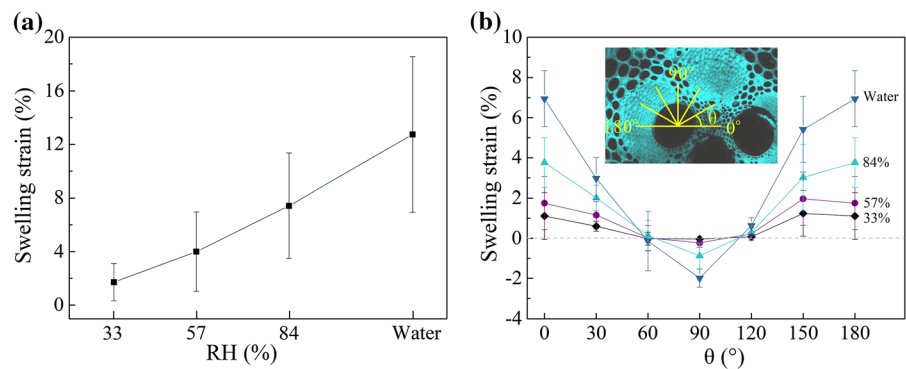 (a)
20
16
12
8
4
0
Swelling strain (%)
33 57 84 Water
RH (%)
(b)
10
8
6
4
2
0
-2
-4
Swelling strain (%)
90°
180°
θ
0°
Water
84%
57%
33%
0 30 60 90 120 150 180
θ (°)